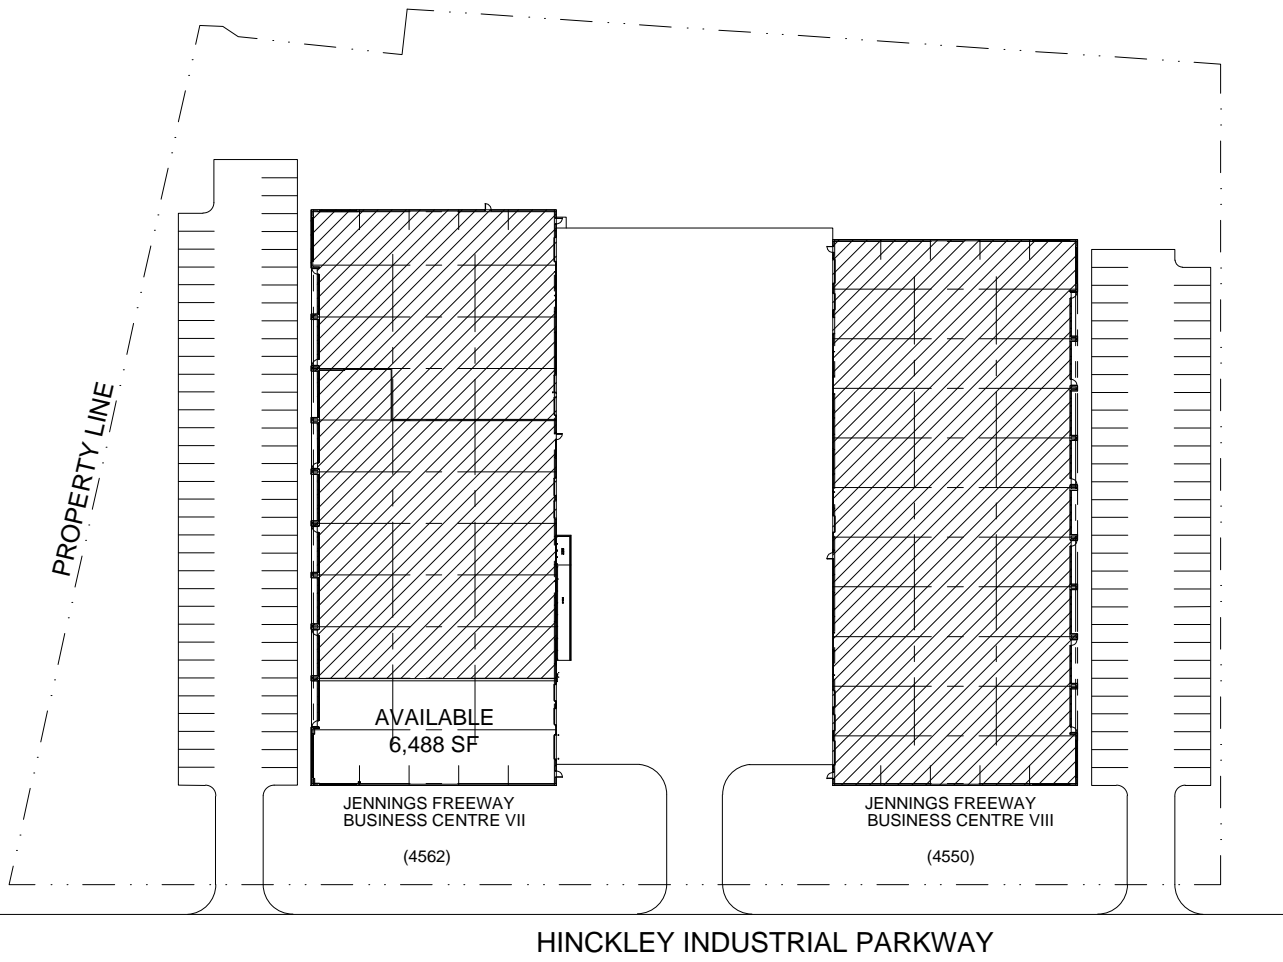 PROPERTY LINE
AVAILABLE
6,488 SF
JENNINGS FREEWAY
BUSINESS CENTRE VII
(4562)
JENNINGS FREEWAY
BUSINESS CENTRE VIII
(4550)
HINCKLEY INDUSTRIAL PARKWAY